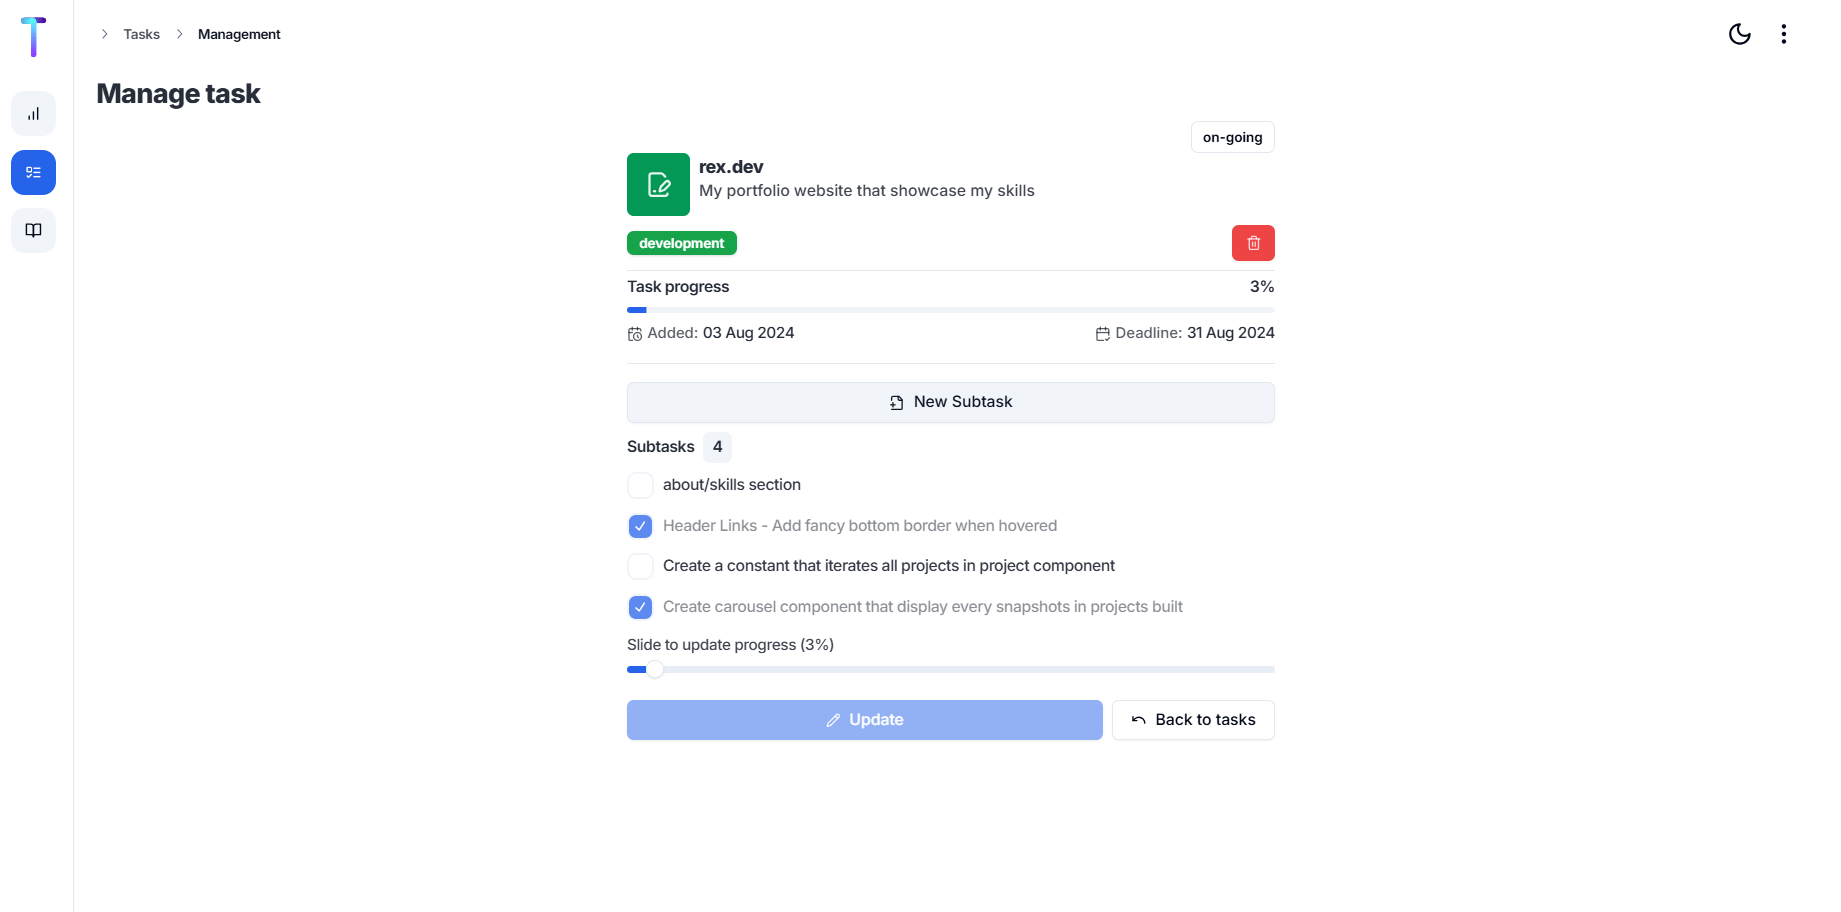 Tasks
Management
Manage task
on-going
rex.dev
My portfolio website that showcase my skills
development
Task progress 3%
Added: 03 Aug 2024 Deadline: 31 Aug 2024
New Subtask
Subtasks 4
about/skills section
Header Links - Add fancy bottom border when hovered
Create a constant that iterates all projects in project component
Create carousel component that display every snapshots in projects built
Slide to update progress (3%)
Update Back to tasks